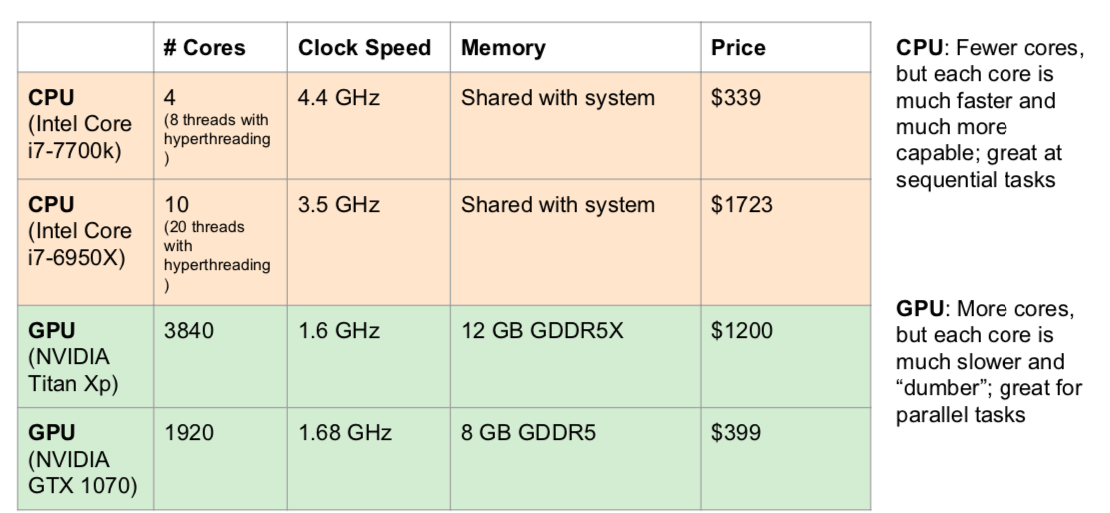 # Cores
Clock Speed
Memory
Price
CPU
(Intel Core
i7-7700k)
4
(8 threads with
hyperthreading
)
4.4 GHz
Shared with system
$339
CPU
(Intel Core
i7-6950X)
10
(20 threads
with
hyperthreading
)
3.5 GHz
Shared with system
$1723
GPU
(NVIDIA
Titan Xp)
3840
1.6 GHz
12 GB GDDR5X
$1200
GPU
(NVIDIA
GTX 1070)
1920
1.68 GHz
8 GB GDDR5
$399
CPU: Fewer cores,
but each core is
much faster and
much more
capable; great at
sequential tasks
GPU: More cores,
but each core is
much slower and
“dumber”; great for
parallel tasks